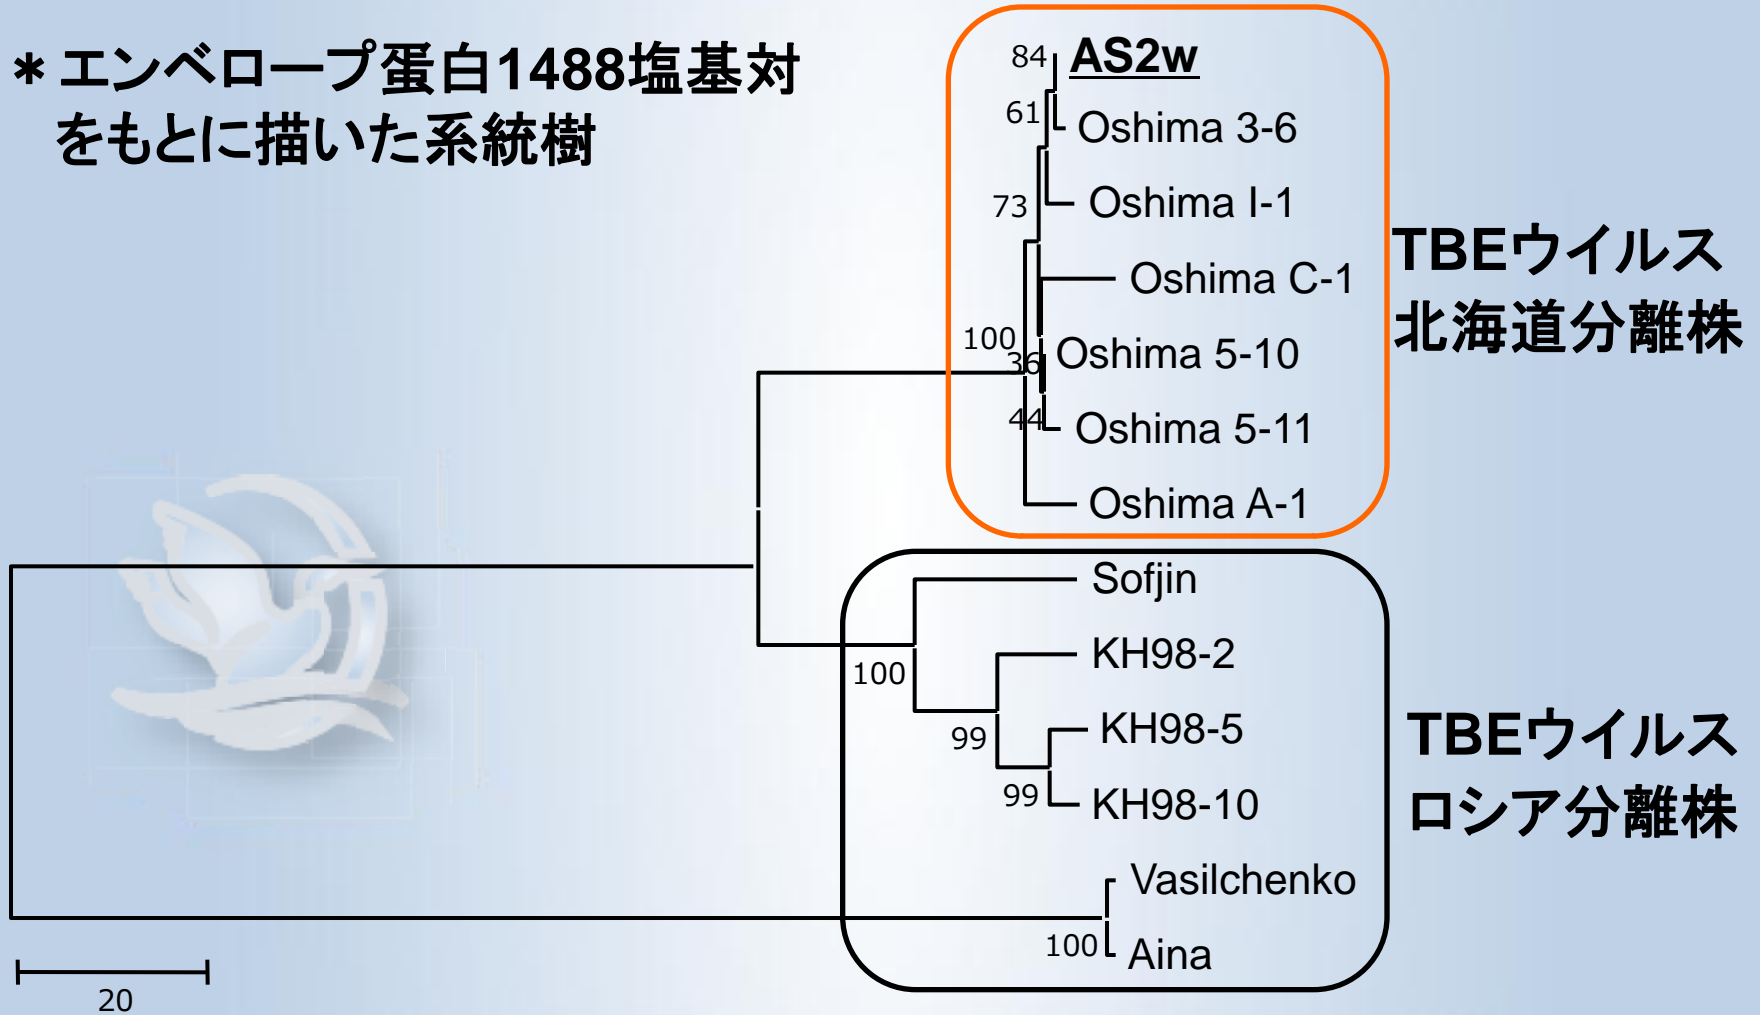 ＊エンベロープ蛋白1488塩基対
をもとに描いた系統樹
84
AS2w
61
Oshima 3-6
73
Oshima I-1
Oshima C-1
100
36
Oshima 5-10
44
Oshima 5-11
Oshima A-1
TBEウイルス
北海道分離株
Sofjin
100
KH98-2
99
KH98-5
99
KH98-10
TBEウイルス
ロシア分離株
Vasilchenko
100
Aina
20